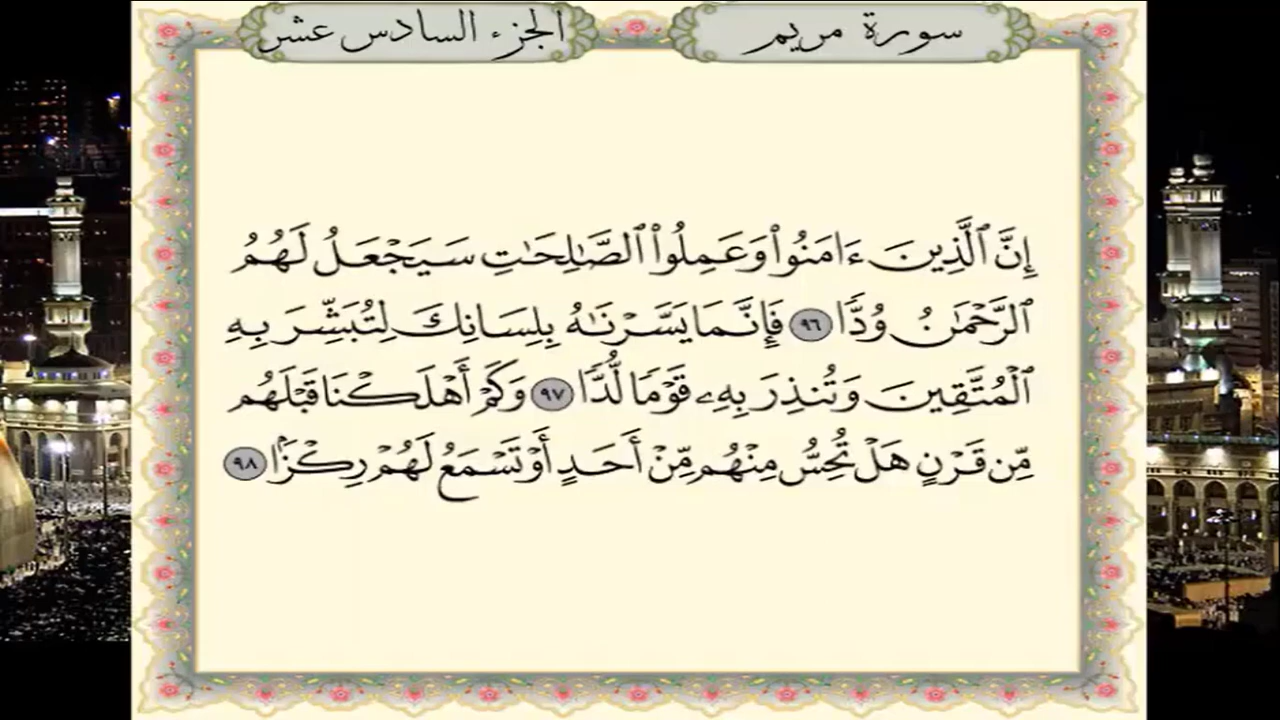 سورة مريم
الجزء السادس عشر
إِنَّ ٱلَّذِينَ ءَامَنُوا۟ وَعَمِلُوا۟ ٱلصَّـٰلِحَـٰتِ سَيَجْعَلُ لَهُمُ
ٱلرَّحْمَـٰنُ وُدًّا ٩٦ فَإِنَّمَا يَسَّرْنَـٰهُ بِلِسَانِكَ لِتُبَشِّرَ بِهِ
ٱلْمُتَّقِينَ وَتُنذِرَ بِهِۦ قَوْمًا لُّدًّا ٩٧ وَكَمْ أَهْلَكْنَا قَبْلَهُم
مِّن قَرْنٍ هَلْ تُحِسُّ مِنْهُم مِّنْ أَحَدٍ أَوْ تَسْمَعُ لَهُمْ رِكْزًۢا ٩٨